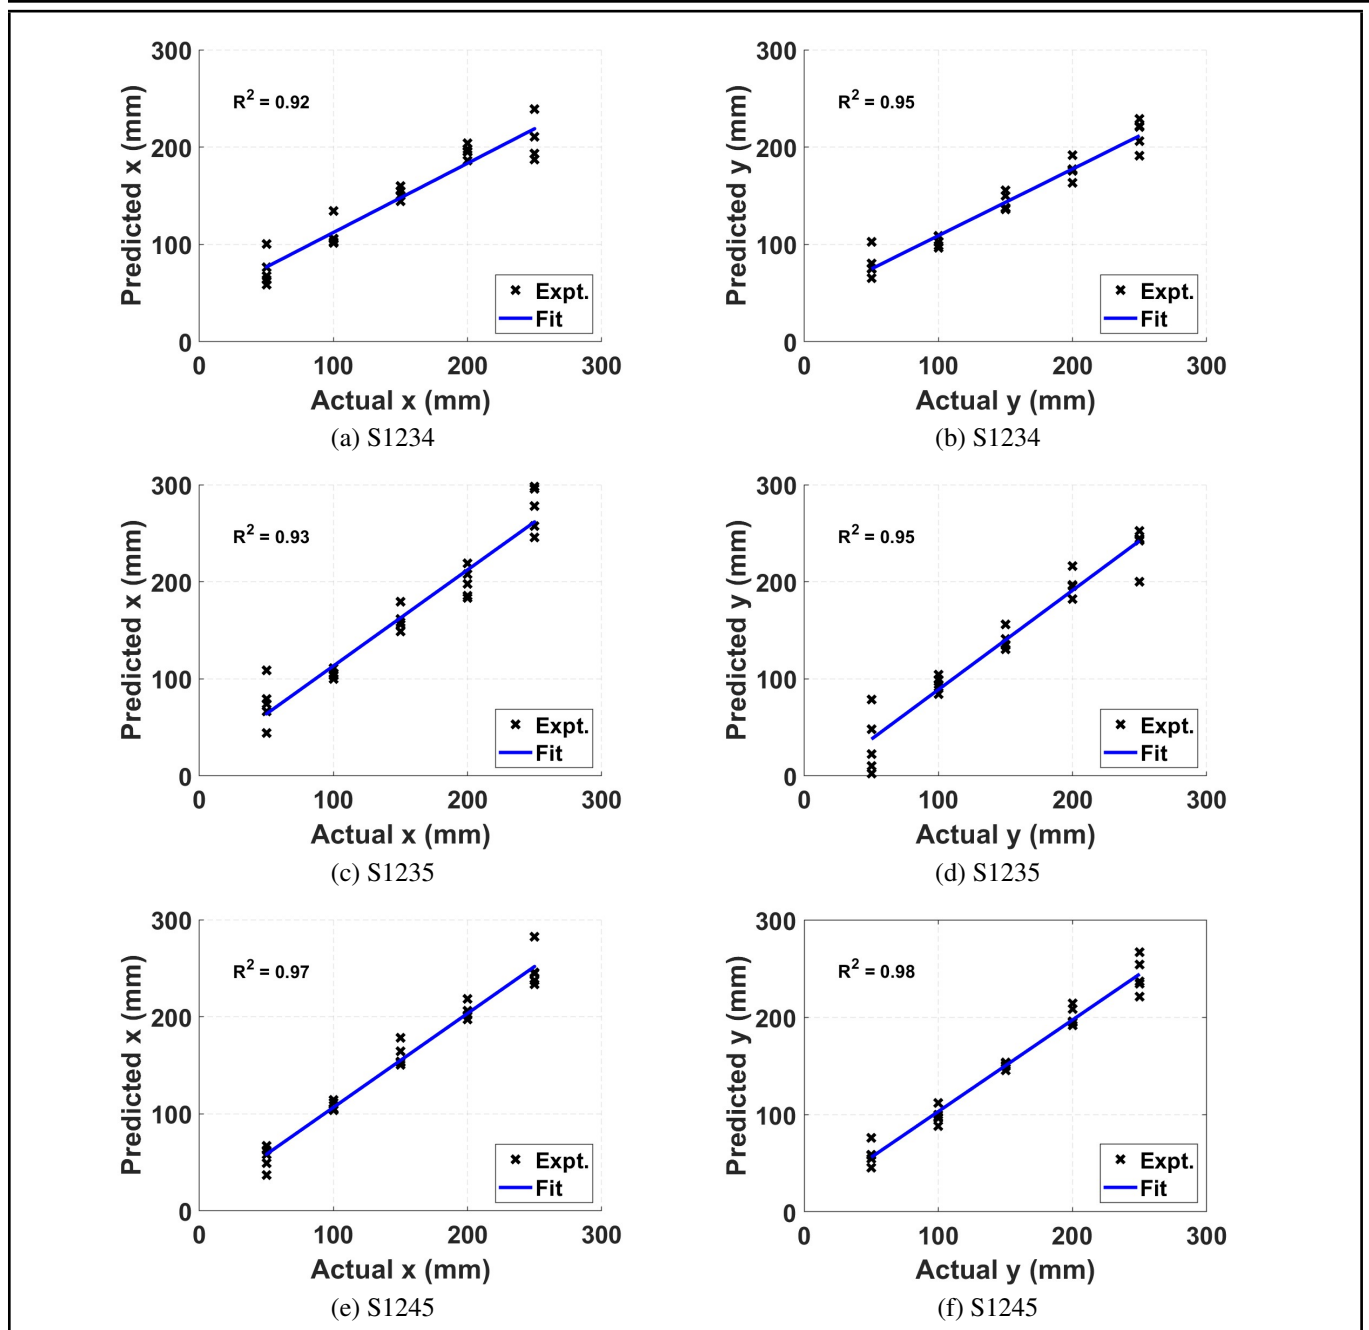 300
200
100
0
Predicted x (mm)
R² = 0.92
Expt.
Fit
0 100 200 300
Actual x (mm)
(a) S1234
300
200
100
0
Predicted y (mm)
R² = 0.95
Expt.
Fit
0 100 200 300
Actual y (mm)
(b) S1234
300
200
100
0
Predicted x (mm)
R² = 0.93
Expt.
Fit
0 100 200 300
Actual x (mm)
(c) S1235
300
200
100
0
Predicted y (mm)
R² = 0.95
Expt.
Fit
0 100 200 300
Actual y (mm)
(d) S1235
300
200
100
0
Predicted x (mm)
R² = 0.97
Expt.
Fit
0 100 200 300
Actual x (mm)
(e) S1245
300
200
100
0
Predicted y (mm)
R² = 0.98
Expt.
Fit
0 100 200 300
Actual y (mm)
(f) S1245